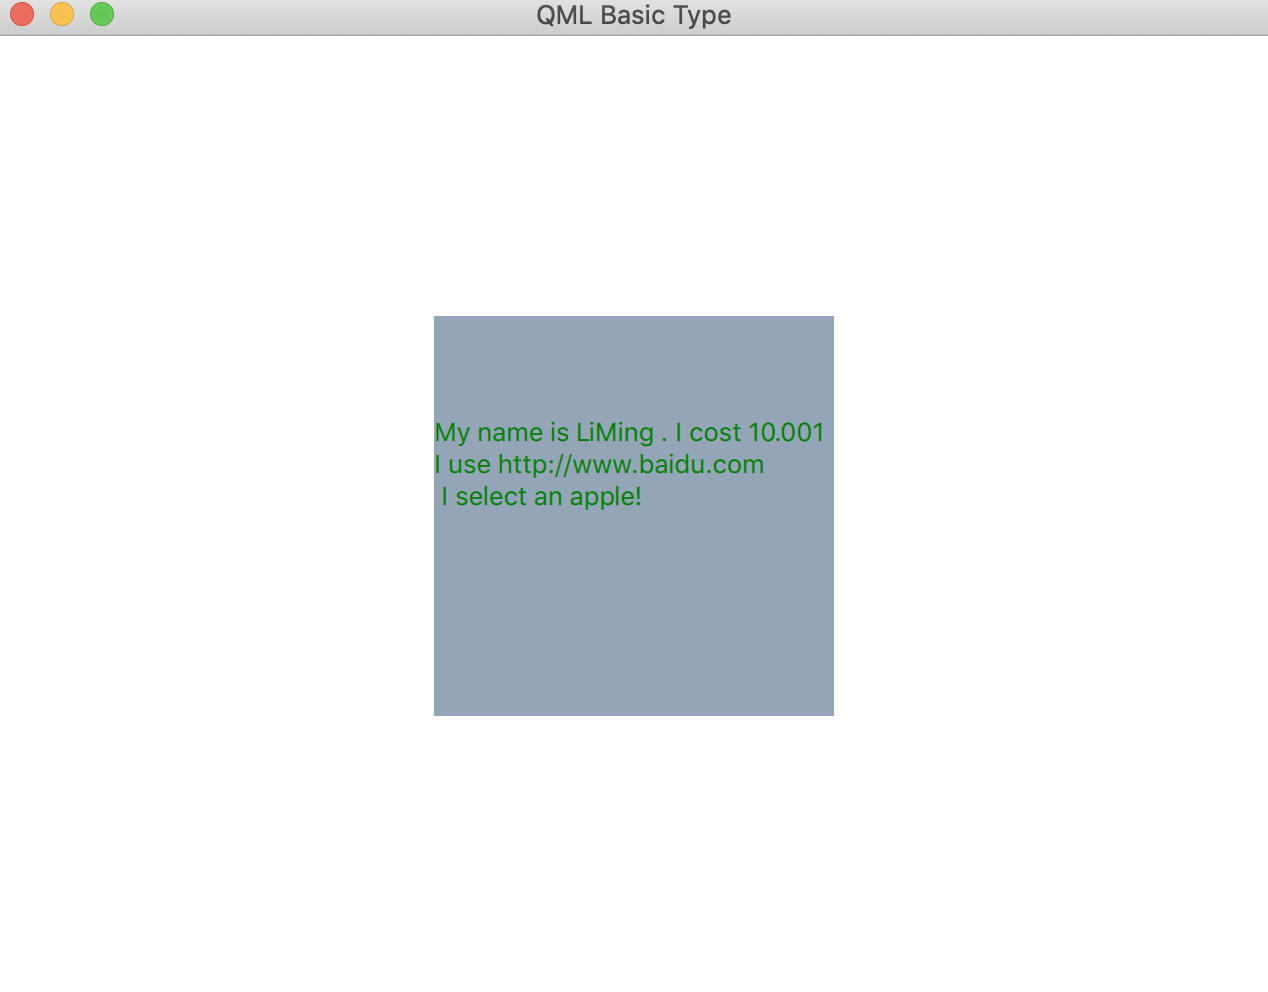 QML Basic Type
My name is LiMing . I cost 10.001
I use http://www.baidu.com
I select an apple!